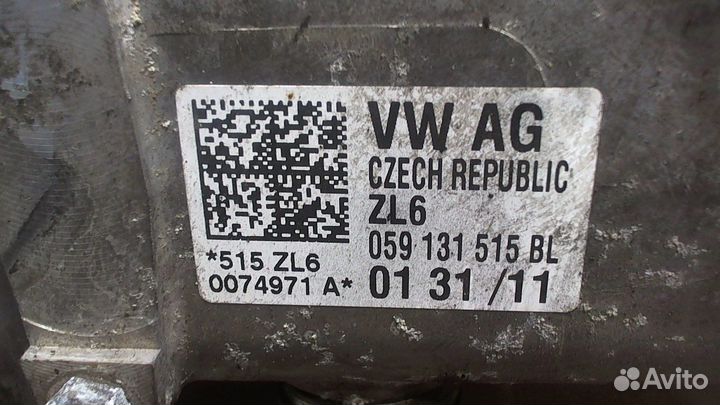 VW AG
CZECH REPUBLIC
ZL6
059 131 515 BL
01 31/11
*515 ZL6
0074971 A*
Avito